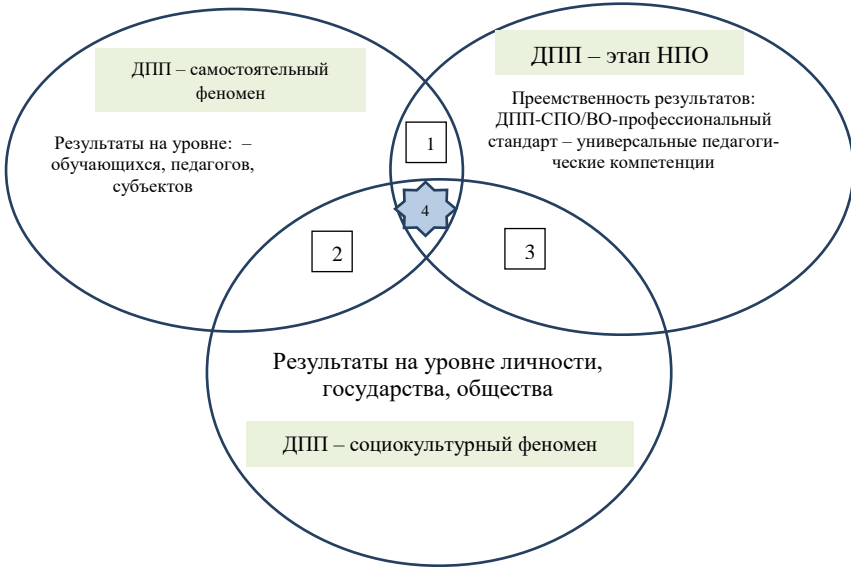 ДПП – самостоятельный
феномен
Результаты на уровне: –
обучающихся, педагогов,
субъектов
ДПП – этап НПО
Преемственность результатов:
ДПП-СПО/ВО-профессиональный
стандарт – универсальные педагоги-
ческие компетенции
1
4
2
3
Результаты на уровне личности,
государства, общества
ДПП – социокультурный феномен